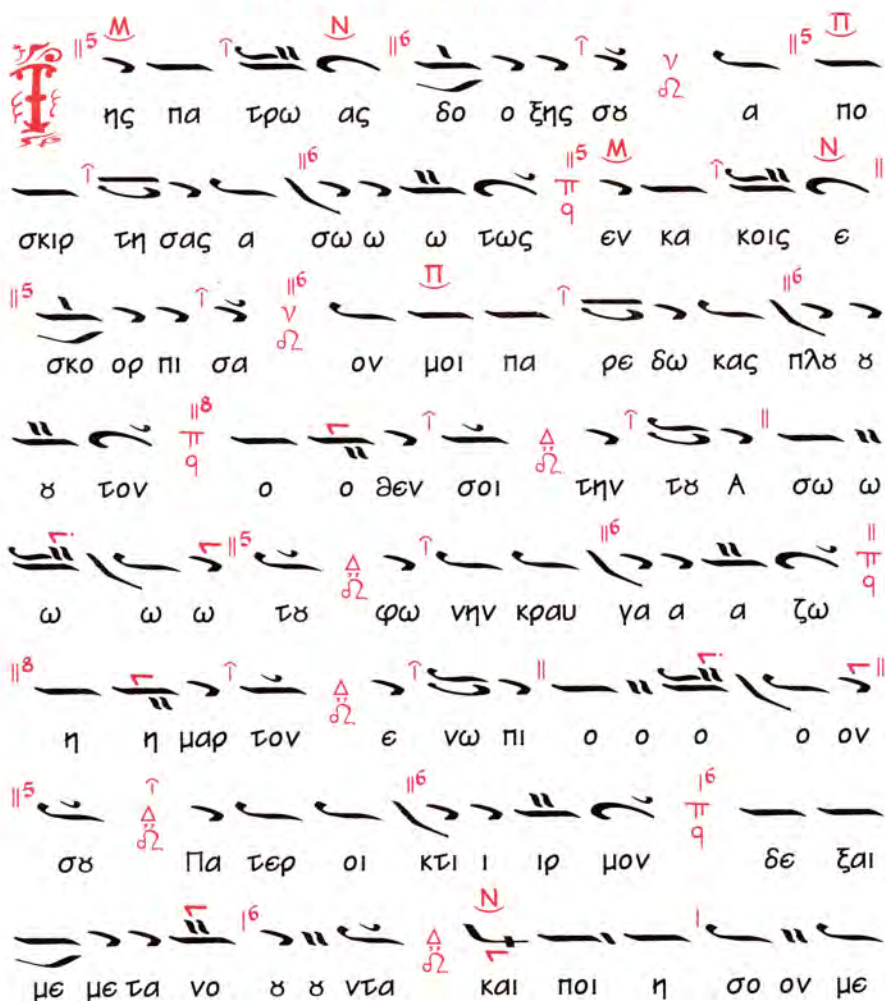 Της πα τρω ας δο ο ξης σȣ α πο
σκιρ τη σας α σω ω ω τως εν κα κοις ε
σκο ορ πι σα ον μοι πα ρε δω κας πλȣ ȣ
ȣ τον ο ο θεν σοι την τȣ Α σω ω
ω ω ω τȣ φω νην κραυ γα α α ζω
η η μαρ τον ε νω πι ο ο ο ο ον
σȣ Πα τερ οι κτι ι ιρ μον δε ξαι
με με τα νο ȣ ȣ ντα και ποι η σο ον με